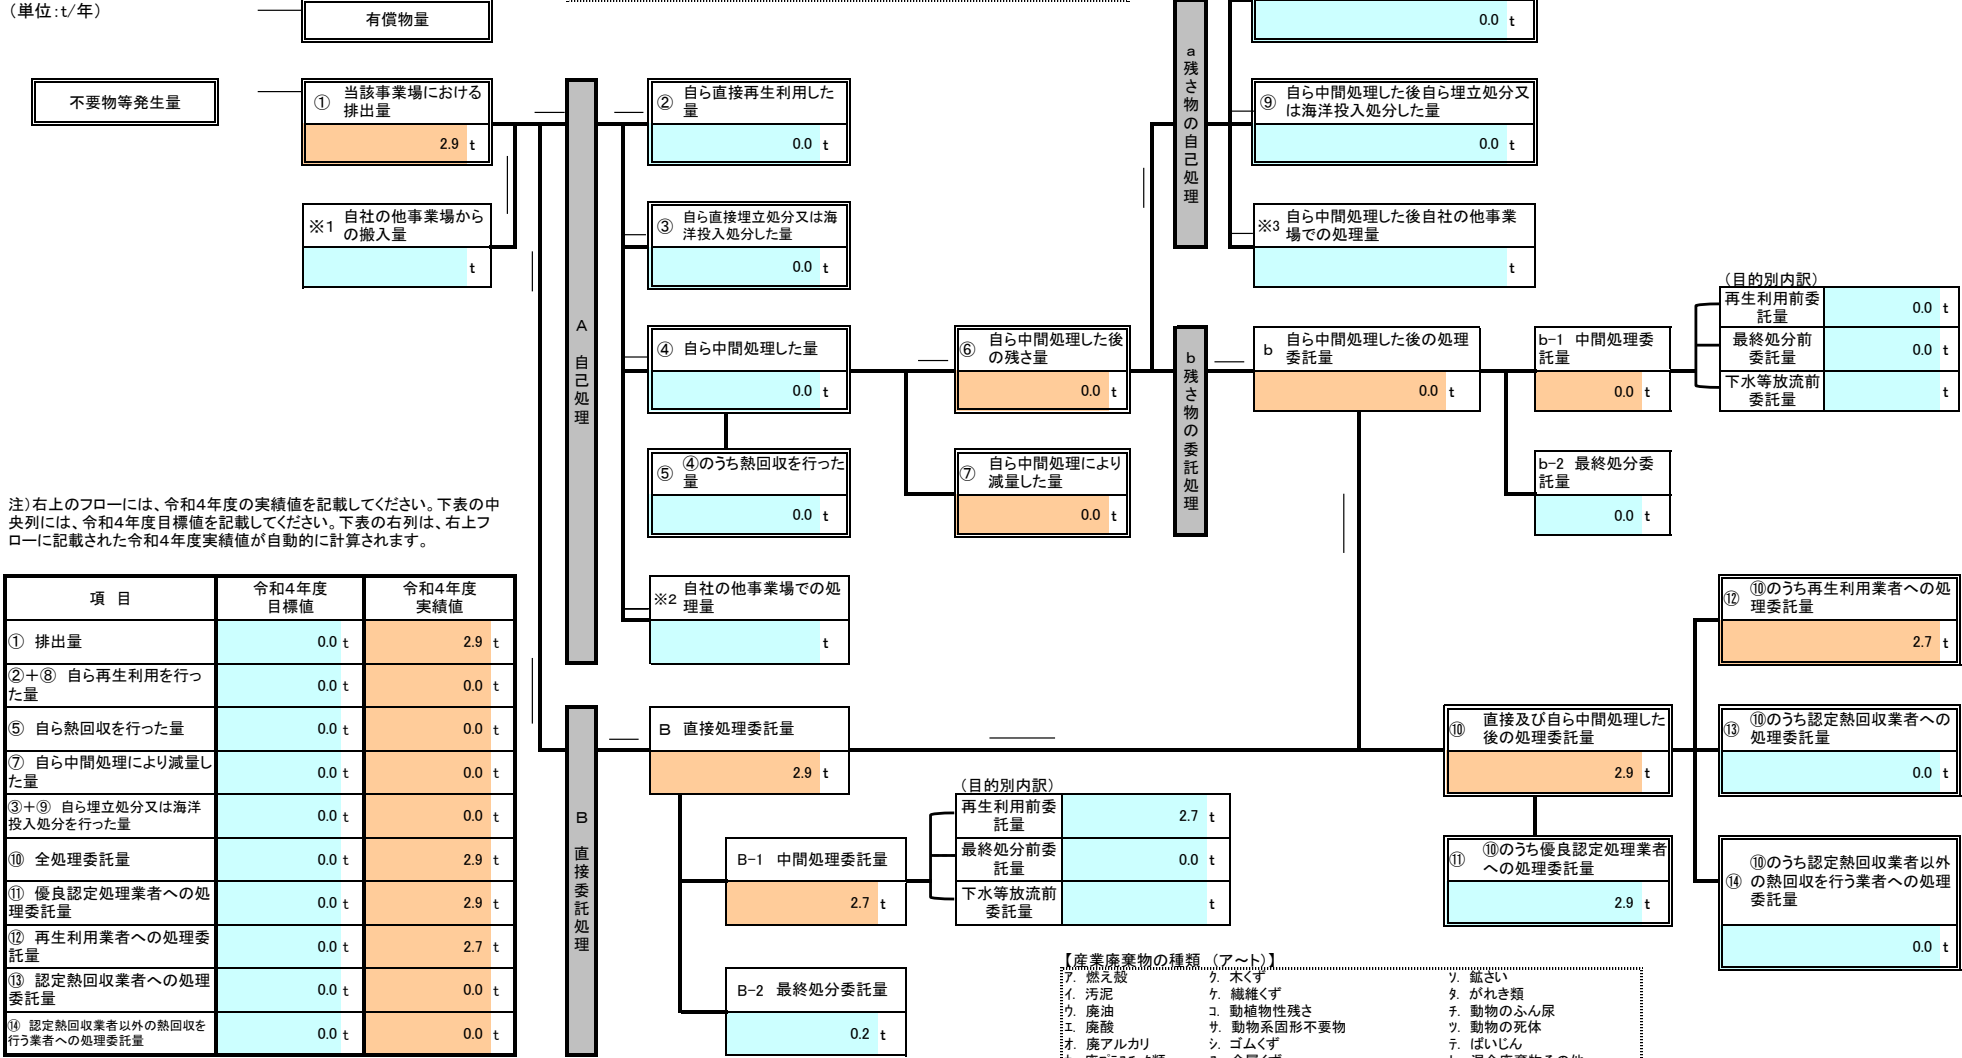 (単位:t/年)
有償物量
0.0 t
不要物等発生量
① 当該事業場における
排出量
2.9 t
※1 自社の他事業場から
の搬入量
t
A 自己処理
② 自ら直接再生利用した
量
0.0 t
③ 自ら直接埋立処分又は海
洋投入処分した量
0.0 t
④ 自ら中間処理した量
0.0 t
⑤ ④のうち熱回収を行った
量
0.0 t
※2 自社の他事業場での処
理量
t
⑥ 自ら中間処理した後
の残さ量
0.0 t
⑦ 自ら中間処理により
減量した量
0.0 t
a 残さ物の自己処理
⑨ 自ら中間処理した後自ら埋立処分又
は海洋投入処分した量
0.0 t
※3 自ら中間処理した後自社の他事業
場での処理量
t
b 残さ物の委託処理
b 自ら中間処理した後の処理
委託量
0.0 t
b-1 中間処理委
託量
0.0 t
b-2 最終処分委
託量
0.0 t
(目的別内訳)
再生利用前委
託量
0.0 t
最終処分前
委託量
0.0 t
下水等放流前
委託量
t
注)右上のフローには、令和4年度の実績値を記載してください。下表の中
央列には、令和4年度目標値を記載してください。下表の右列は、右上フ
ローに記載された令和4年度実績値が自動的に計算されます。
項 目
令和4年度
目標値
令和4年度
実績値
① 排出量 0.0 t 2.9 t
②+⑧ 自ら再生利用を行っ
た量
0.0 t 0.0 t
⑤ 自ら熱回収を行った量 0.0 t 0.0 t
⑦ 自ら中間処理により減量し
た量
0.0 t 0.0 t
③+⑨ 自ら埋立処分又は海洋
投入処分を行った量
0.0 t 0.0 t
⑩ 全処理委託量 0.0 t 2.9 t
⑪ 優良認定処理業者への処
理委託量
0.0 t 2.9 t
⑫ 再生利用業者への処理委
託量
0.0 t 2.7 t
⑬ 認定熱回収業者への処理
委託量
0.0 t 0.0 t
⑭ 認定熱回収業者以外の熱回収を
行う業者への処理委託量
0.0 t 0.0 t
B 直接委託処理
B 直接処理委託量
2.9 t
B-1 中間処理委託量
2.7 t
B-2 最終処分委託量
0.2 t
(目的別内訳)
再生利用前委
託量
2.7 t
最終処分前委
託量
0.0 t
下水等放流前
委託量
t
⑩ 直接及び自ら中間処理した
後の処理委託量
2.9 t
⑪ ⑩のうち優良認定処理業者
への処理委託量
2.9 t
⑫ ⑩のうち再生利用業者への処
理委託量
2.7 t
⑬ ⑩のうち認定熱回収業者への
処理委託量
0.0 t
⑭ ⑩のうち認定熱回収業者以外
の熱回収を行う業者への処理
委託量
0.0 t
【産業廃棄物の種類 (ア~ト)】
ア. 燃え殻 ク. 木くず ソ. 鉱さい
イ. 汚泥 ケ. 繊維くず タ. がれき類
ウ. 廃油 コ. 動植物性残さ チ. 動物のふん尿
エ. 廃酸 サ. 動物系固形不要物 ツ. 動物の死体
オ. 廃アルカリ シ. ゴムくず テ. ばいじん